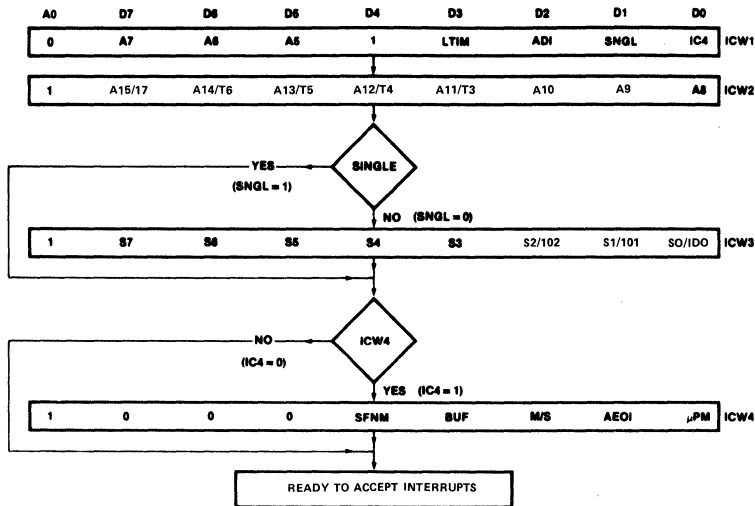 A0 D7 D6 D5 D4 D3 D2 D1 D0
0 A7 A6 A5 1 LTIM ADI SNGL IC4 ICW1
1 A15/17 A14/T6 A13/T5 A12/T4 A11/T3 A10 A9 A8 ICW2
YES SINGLE
(SNGL = 1)
NO (SNGL = 0)
1 S7 S6 S5 S4 S3 S2/102 S1/101 SO/IDO ICW3
NO ICW4
(IC4 = 0)
YES (IC4 = 1)
1 0 0 0 SFNM BUF M/S AEOI μPM ICW4
READY TO ACCEPT INTERRUPTS